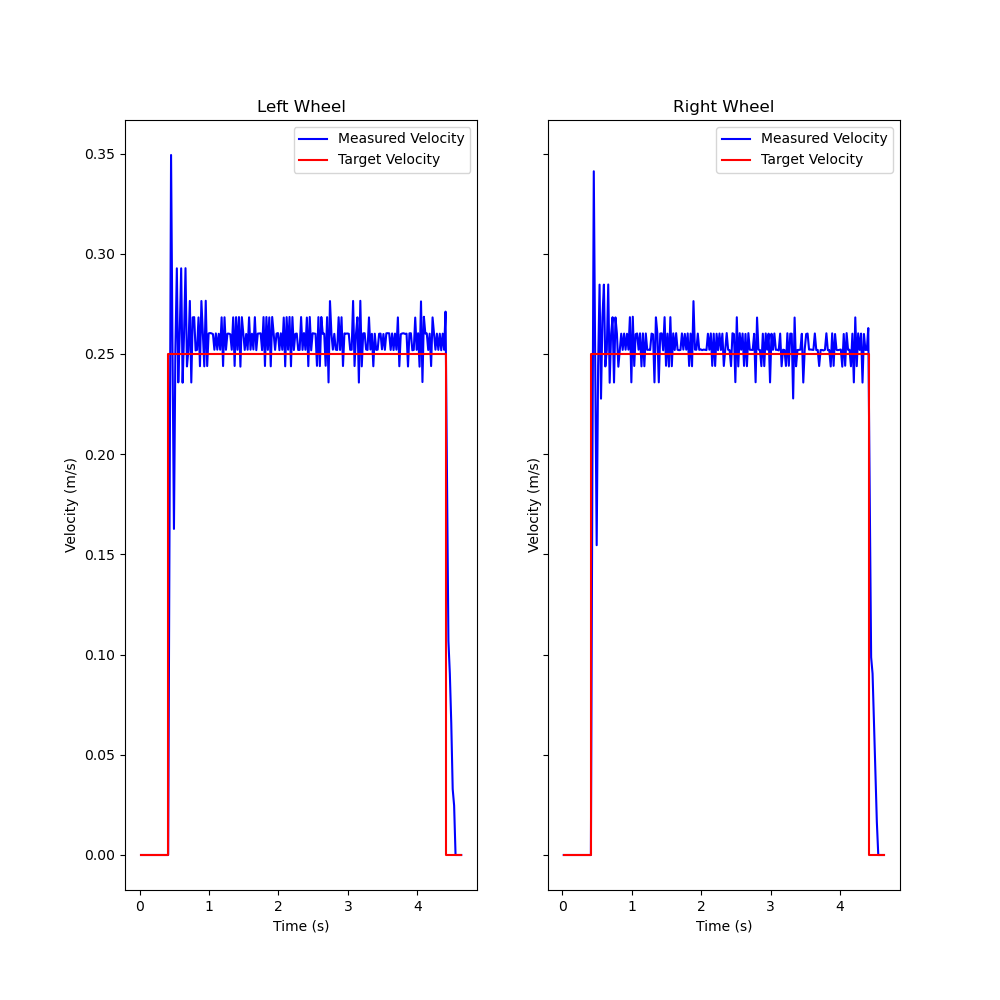 Left Wheel
Measured Velocity
Target Velocity
0.35
0.30
0.25
0.20
0.15
0.10
0.05
0.00
Velocity (m/s)
0 1 2 3 4
Time (s)
Right Wheel
Measured Velocity
Target Velocity
Velocity (m/s)
0 1 2 3 4
Time (s)